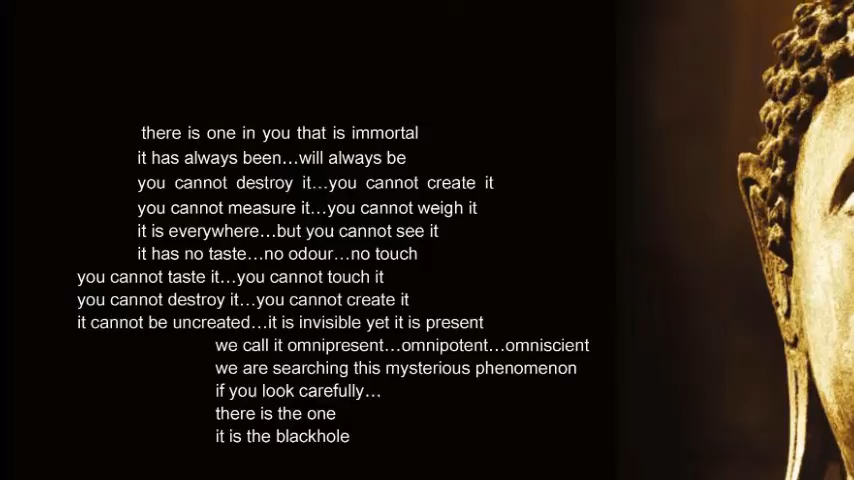 there is one in you that is immortal
it has always been…will always be
you cannot destroy it…you cannot create it
you cannot measure it…you cannot weigh it
it is everywhere…but you cannot see it
it has no taste…no odour…no touch
you cannot taste it…you cannot touch it
you cannot destroy it…you cannot create it
it cannot be uncreated…it is invisible yet it is present
we call it omnipresent…omnipotent…omniscient
we are searching this mysterious phenomenon
if you look carefully…
there is the one
it is the blackhole